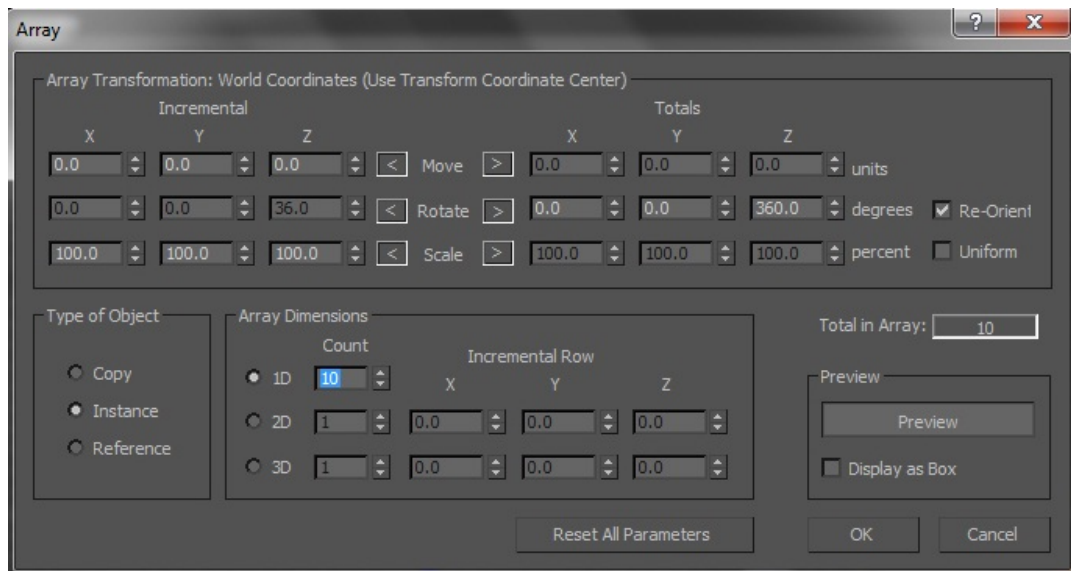 Array ? X
Array Transformation: World Coordinates (Use Transform Coordinate Center)
Incremental Totals
X Y Z X Y Z
0.0 0.0 0.0 < Move > 0.0 0.0 0.0 units
0.0 0.0 36.0 < Rotate > 0.0 0.0 360.0 degrees Re-Orient
100.0 100.0 100.0 < Scale > 100.0 100.0 100.0 percent Uniform
Type of Object
Copy
Instance
Reference
Array Dimensions
Count Incremental Row
1D 10 X Y Z
2D 1 0.0 0.0 0.0
3D 1 0.0 0.0 0.0
Total in Array: 10
Preview
Preview
Display as Box
Reset All Parameters OK Cancel